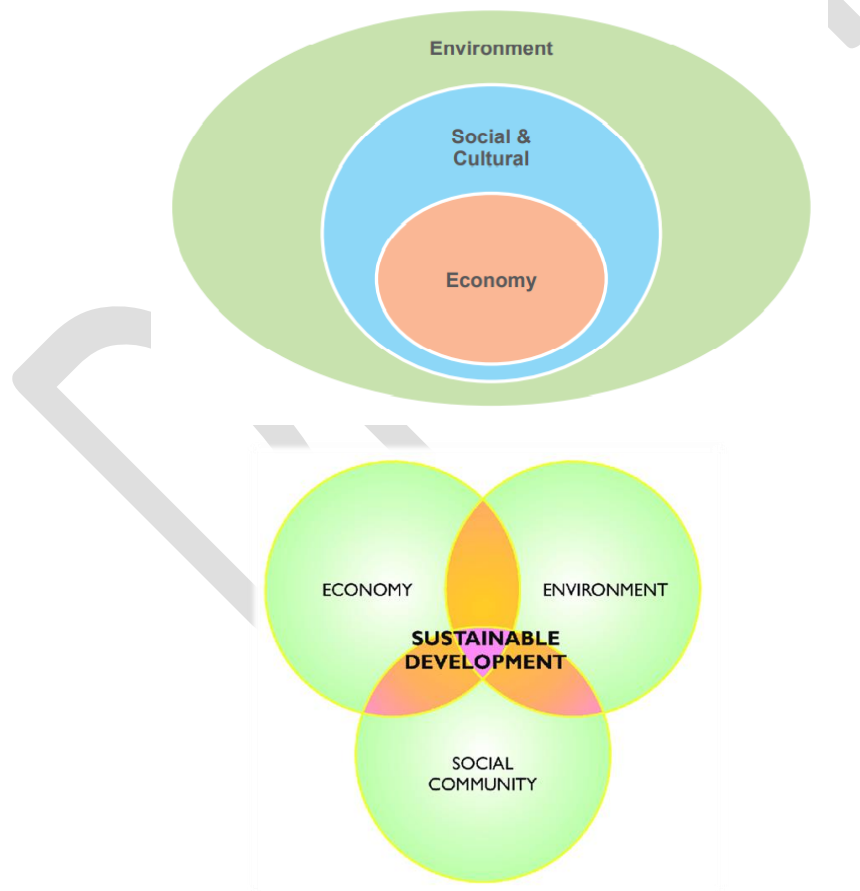 Environment
Social &
Cultural
Economy
ECONOMY
ENVIRONMENT
SUSTAINABLE
DEVELOPMENT
SOCIAL
COMMUNITY